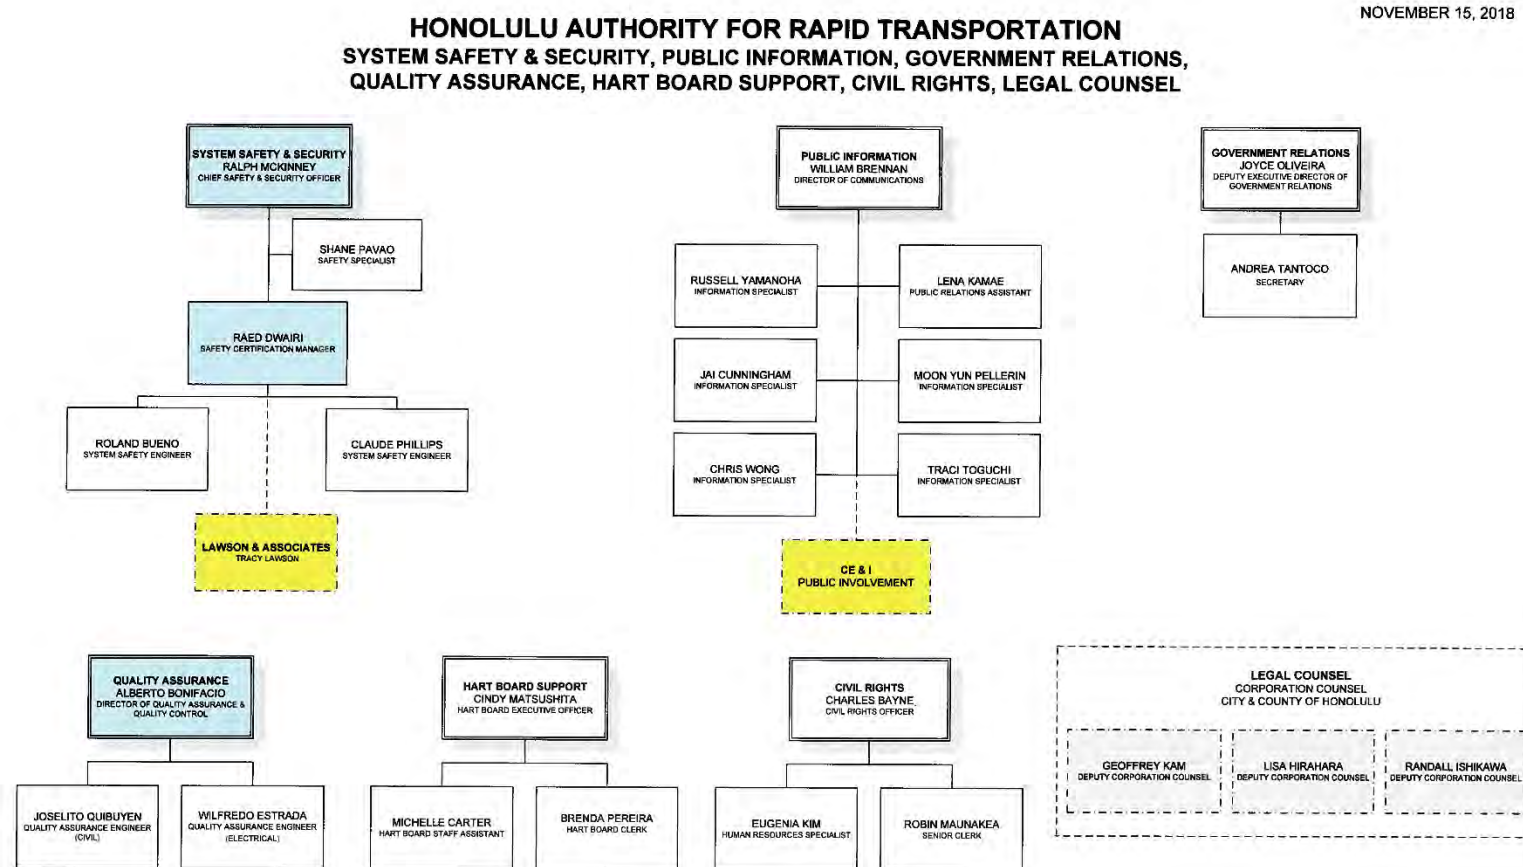 NOVEMBER 15, 2018
HONOLULU AUTHORITY FOR RAPID TRANSPORTATION
SYSTEM SAFETY & SECURITY, PUBLIC INFORMATION, GOVERNMENT RELATIONS,
QUALITY ASSURANCE, HART BOARD SUPPORT, CIVIL RIGHTS, LEGAL COUNSEL
SYSTEM SAFETY & SECURITY
RALPH MCKINNEY
CHIEF SAFETY & SECURITY OFFICER
SHANE PAVAO
SAFETY SPECIALIST
RAED DWAIRI
SAFETY CERTIFICATION MANAGER
ROLAND BUENO
SYSTEM SAFETY ENGINEER
CLAUDE PHILLIPS
SYSTEM SAFETY ENGINEER
LAWSON & ASSOCIATES
TRACY LAWSON
PUBLIC INFORMATION
WILLIAM BRENNAN
DIRECTOR OF COMMUNICATIONS
RUSSELL YAMANOHA
INFORMATION SPECIALIST
LENA KAMAE
PUBLIC RELATIONS ASSISTANT
JAI CUNNINGHAM
INFORMATION SPECIALIST
MOON YUN PELLERIN
INFORMATION SPECIALIST
CHRIS WONG
INFORMATION SPECIALIST
TRACI TOGUCHI
INFORMATION SPECIALIST
CE & I
PUBLIC INVOLVEMENT
GOVERNMENT RELATIONS
JOYCE OLIVEIRA
DEPUTY EXECUTIVE DIRECTOR OF
GOVERNMENT RELATIONS
ANDREA TANTOCO
SECRETARY
QUALITY ASSURANCE
ALBERTO BONIFACIO
DIRECTOR OF QUALITY ASSURANCE &
QUALITY CONTROL
JOSELITO QUIBUYEN
QUALITY ASSURANCE ENGINEER
(CIVIL)
WILFREDO ESTRADA
QUALITY ASSURANCE ENGINEER
(ELECTRICAL)
HART BOARD SUPPORT
CINDY MATSUSHITA
HART BOARD EXECUTIVE OFFICER
MICHELLE CARTER
HART BOARD STAFF ASSISTANT
BRENDA PEREIRA
HART BOARD CLERK
CIVIL RIGHTS
CHARLES BAYNE
CIVIL RIGHTS OFFICER
EUGENIA KIM
HUMAN RESOURCES SPECIALIST
ROBIN MAUNAKEA
SENIOR CLERK
LEGAL COUNSEL
CORPORATION COUNSEL
CITY & COUNTY OF HONOLULU
GEOFFREY KAM
DEPUTY CORPORATION COUNSEL
LISA HIRAHARA
DEPUTY CORPORATION COUNSEL
RANDALL ISHIKAWA
DEPUTY CORPORATION COUNSEL